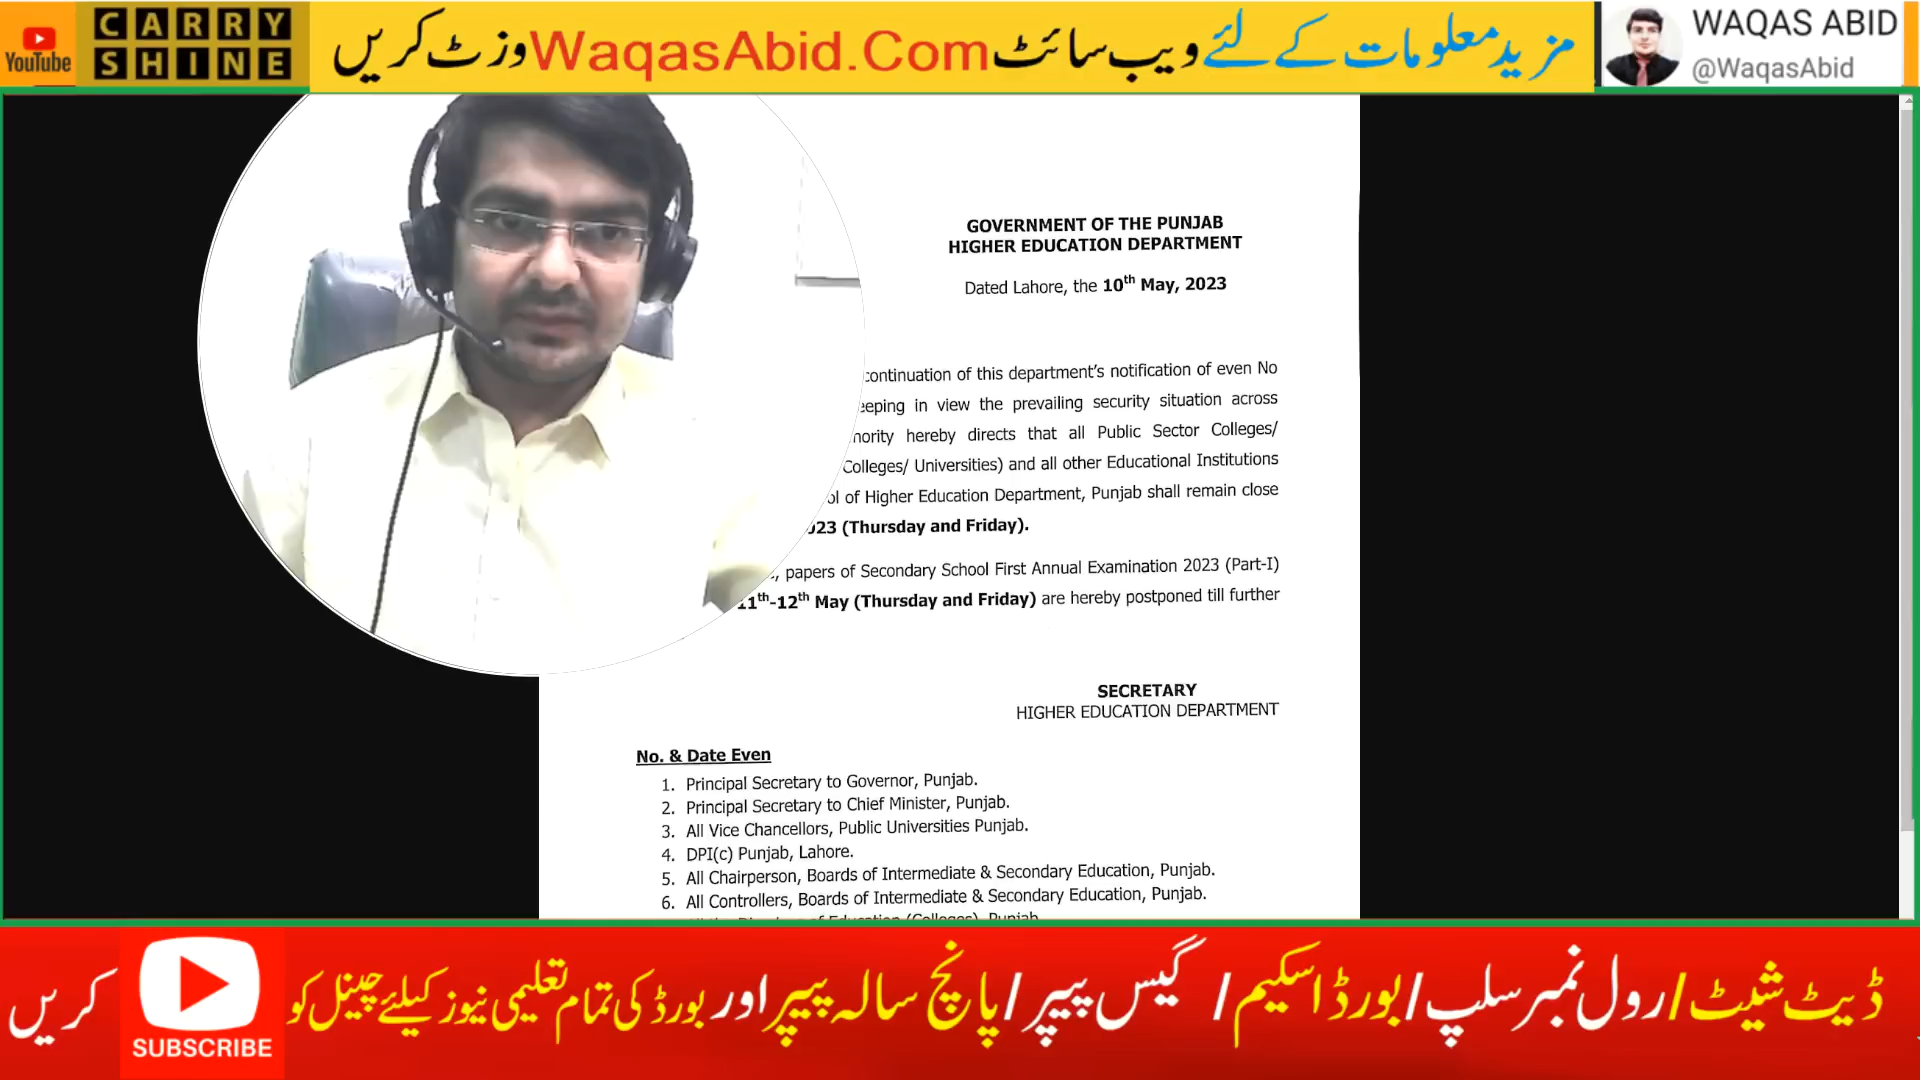 YouTube
CARRY
SHINE
مزید معلومات کے لئے ویب سائٹ WaqasAbid.Com وزٹ کریں
WAQAS ABID
@WaqasAbid
GOVERNMENT OF THE PUNJAB
HIGHER EDUCATION DEPARTMENT
Dated Lahore, the 10th May, 2023
continuation of this department's notification of even No
in view the prevailing security situation across
hereby directs that all Public Sector Colleges/
Colleges/ Universities) and all other Educational Institutions
of Higher Education Department, Punjab shall remain close
(Thursday and Friday).
papers of Secondary School First Annual Examination 2023 (Part-I)
11th-12th May (Thursday and Friday) are hereby postponed till further
SECRETARY
HIGHER EDUCATION DEPARTMENT
No. & Date Even
1. Principal Secretary to Governor, Punjab.
2. Principal Secretary to Chief Minister, Punjab.
3. All Vice Chancellors, Public Universities Punjab.
4. DPI(c) Punjab, Lahore.
5. All Chairperson, Boards of Intermediate & Secondary Education, Punjab.
6. All Controllers, Boards of Intermediate & Secondary Education, Punjab.
of Education (Colleges), Punjab
ڈیٹ شیٹ/رول نمبر سلپ/بورڈ اسکیم/ گیس پیپر/پانچ سالہ پیپر اور بورڈ کی تمام تعلیمی نیوز کیلئے چینل کو SUBSCRIBE کریں